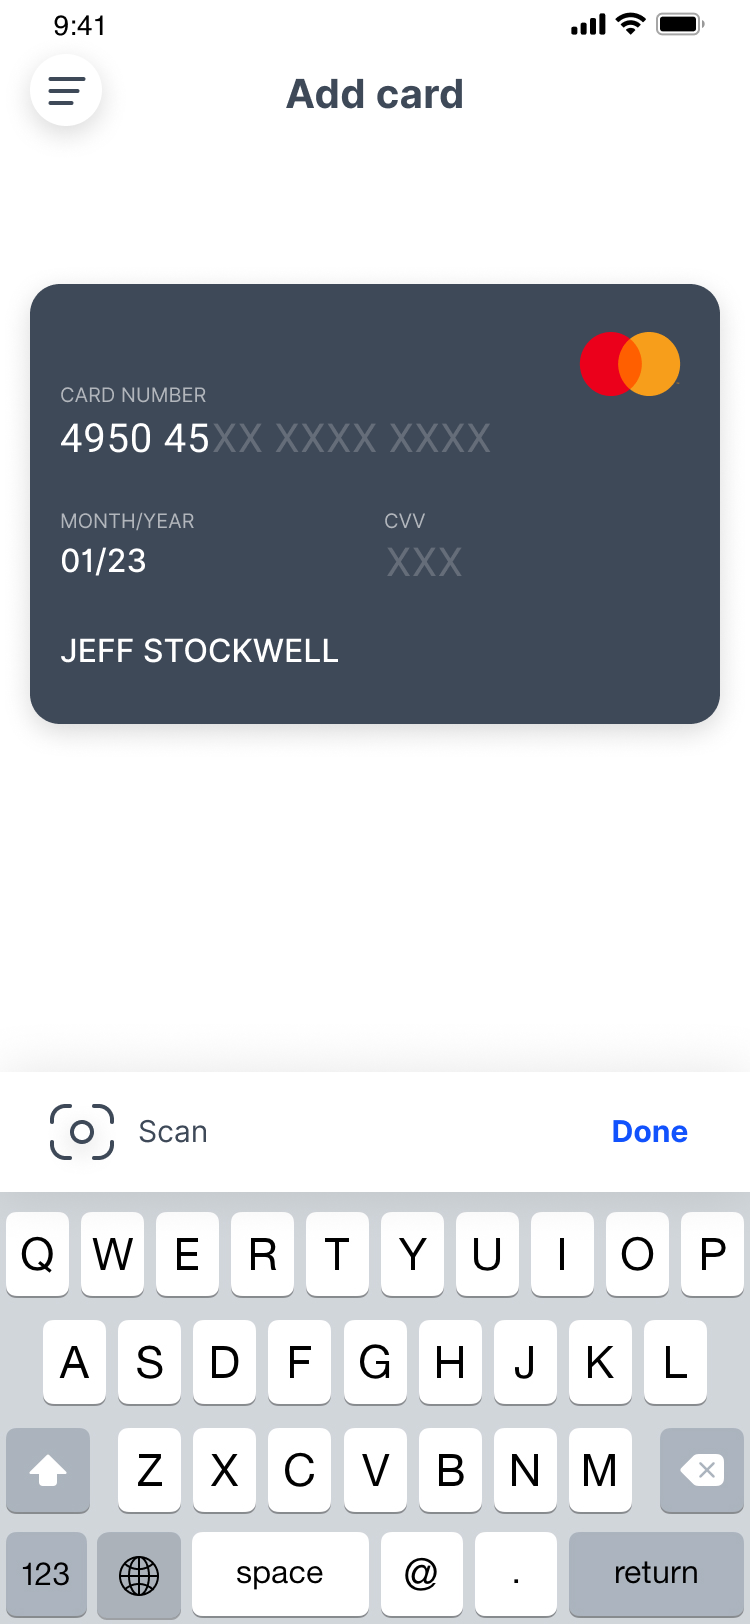 9:41
Add card
CARD NUMBER
4950 45XX XXXX XXXX
MONTH/YEAR CVV
01/23 XXX
JEFF STOCKWELL
Scan Done
Q W E R T Y U I O P
A S D F G H J K L
Z X C V B N M
123 space @ . return